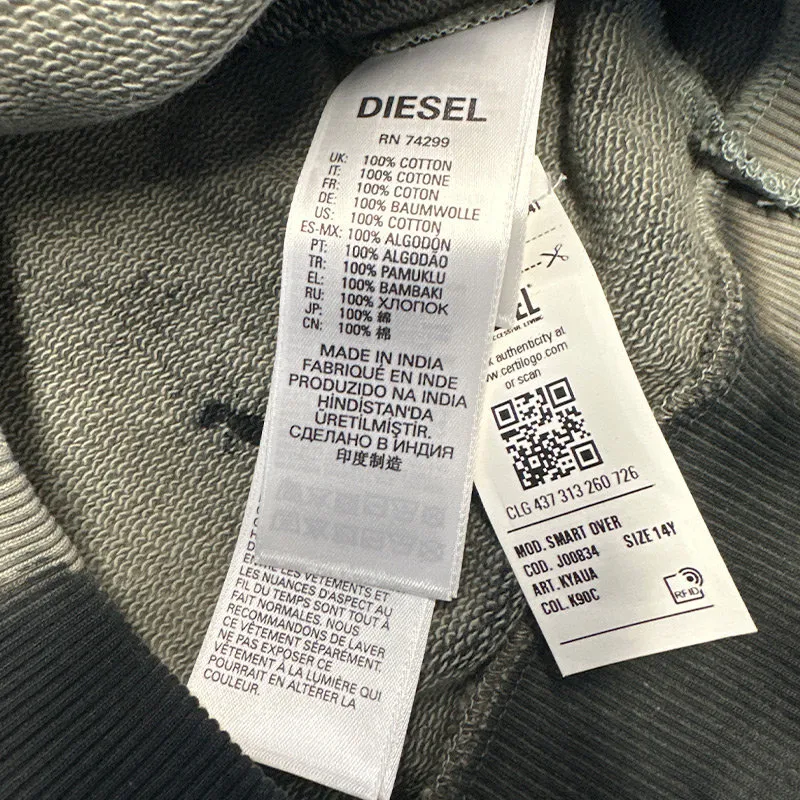 DIESEL
RN 74299
UK: 100% COTTON
IT: 100% COTONE
FR: 100% COTON
DE: 100% BAUMWOLLE
US: 100% COTTON
ES-MX: 100% ALGODÓN
PT: 100% ALGODÃO
TR: 100% PAMUKLU
EL: 100% BAMBAKI
RU: 100% ХЛОПОК
JP: 100% 綿
CN: 100% 棉
MADE IN INDIA
FABRIQUÉ EN INDE
PRODUZIDO NA INDIA
HİNDİSTAN'DA
ÜRETİLMİŞTİR.
СДЕЛАНО В ИНДИЯ
印度制造
ENTRE LES VÊTEMENTS ET
LES NUANCES D'ASPECT AU
FIL DU TEMPS SONT TOUT À
FAIT NORMALES. NOUS
RECOMMANDONS DE LAVER
CE VÊTEMENT SÉPARÉMENT.
NE PAS EXPOSER CE
VÊTEMENT À LA LUMIÈRE QUI
POURRAIT EN ALTÉRER LA
COULEUR.
authenticity at
www.certilogo.com
or scan
CLG 437 313 260 726
MOD. SMART OVER
COD. J00834 SIZE 14Y
ART. KYAUA
COL. K90C
RFID